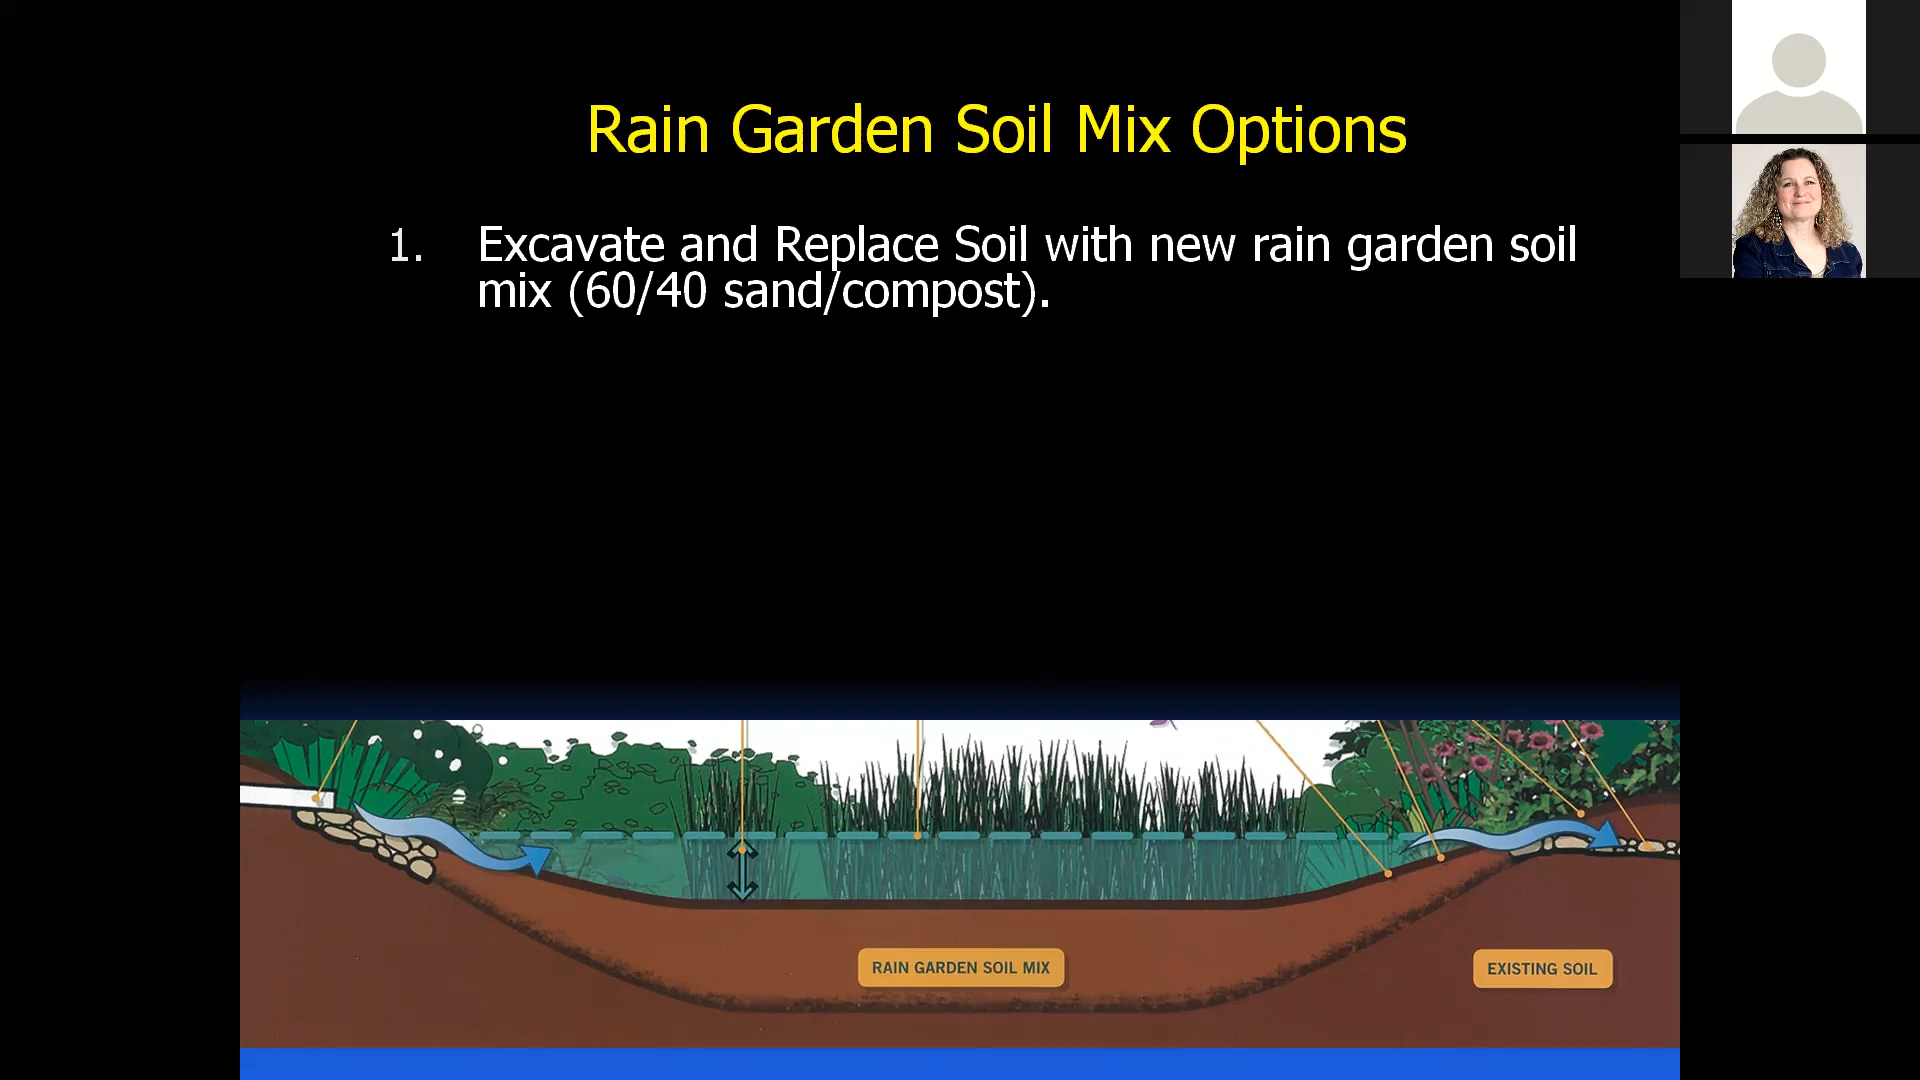 Rain Garden Soil Mix Options
1. Excavate and Replace Soil with new rain garden soil
mix (60/40 sand/compost).
RAIN GARDEN SOIL MIX
EXISTING SOIL